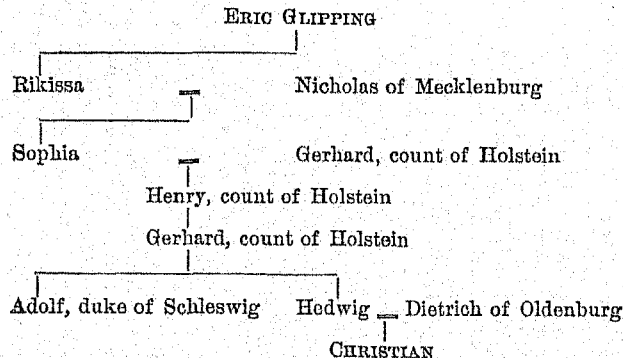 ERIC GLIPPING
Rikissa = Nicholas of Mecklenburg
Sophia = Gerhard, count of Holstein
Henry, count of Holstein
Gerhard, count of Holstein
Adolf, duke of Schleswig Hedwig = Dietrich of Oldenburg
CHRISTIAN